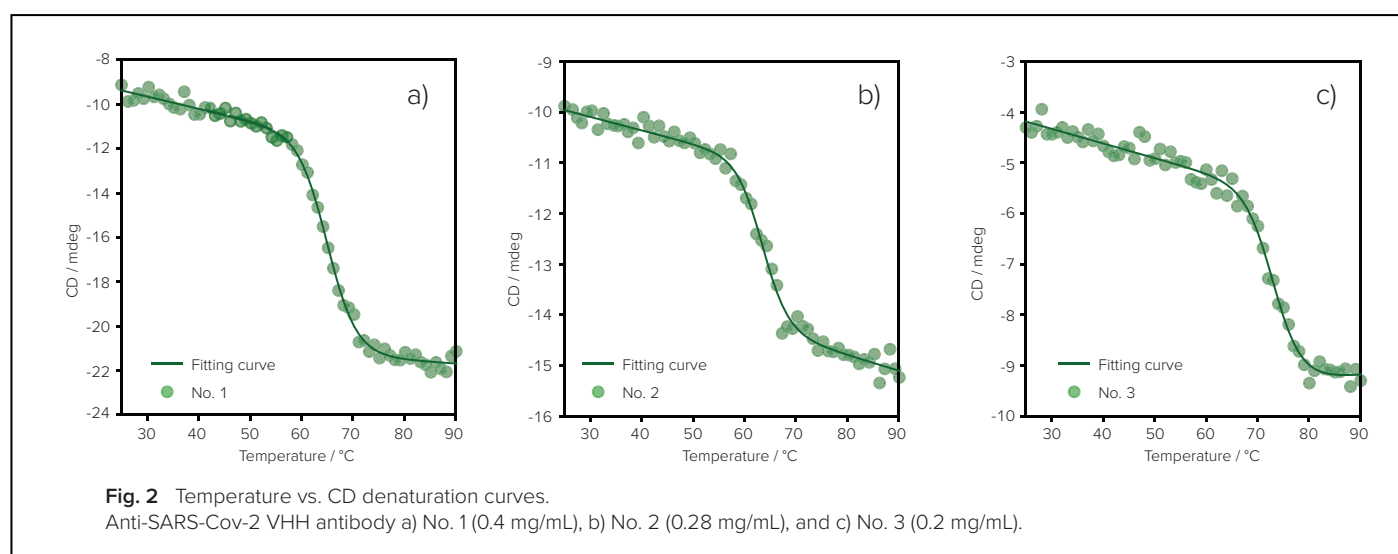 -8
-10
-12
-14
-16
-18
-20
-22
-24
CD / mdeg
a)
Fitting curve
No. 1
30 40 50 60 70 80 90
Temperature / °C
-9
-10
-11
-12
-13
-14
-15
-16
CD / mdeg
b)
Fitting curve
No. 2
30 40 50 60 70 80 90
Temperature / °C
-3
-4
-5
-6
-7
-8
-9
-10
CD / mdeg
c)
Fitting curve
No. 3
30 40 50 60 70 80 90
Temperature / °C
Fig. 2 Temperature vs. CD denaturation curves.
Anti-SARS-Cov-2 VHH antibody a) No. 1 (0.4 mg/mL), b) No. 2 (0.28 mg/mL), and c) No. 3 (0.2 mg/mL).